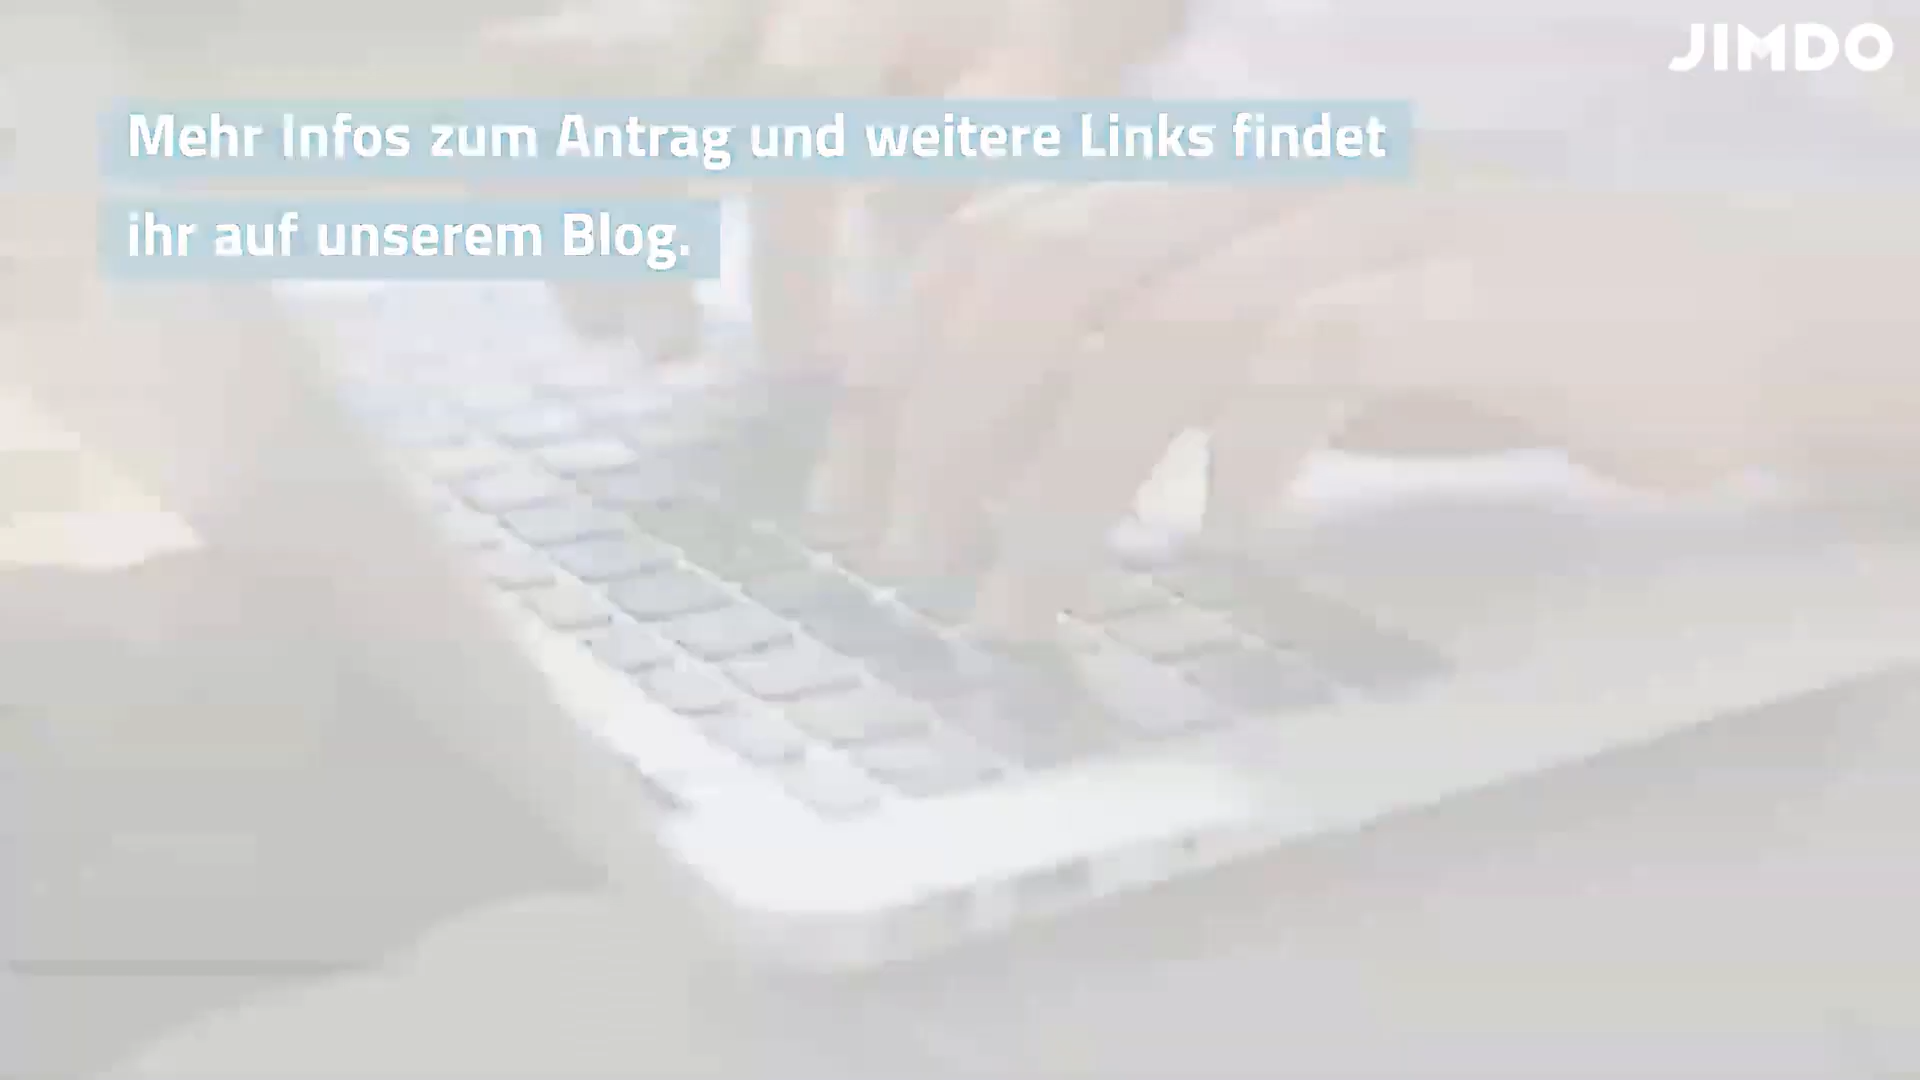 JIMDO
Mehr Infos zum Antrag und weitere Links findet
ihr auf unserem Blog.